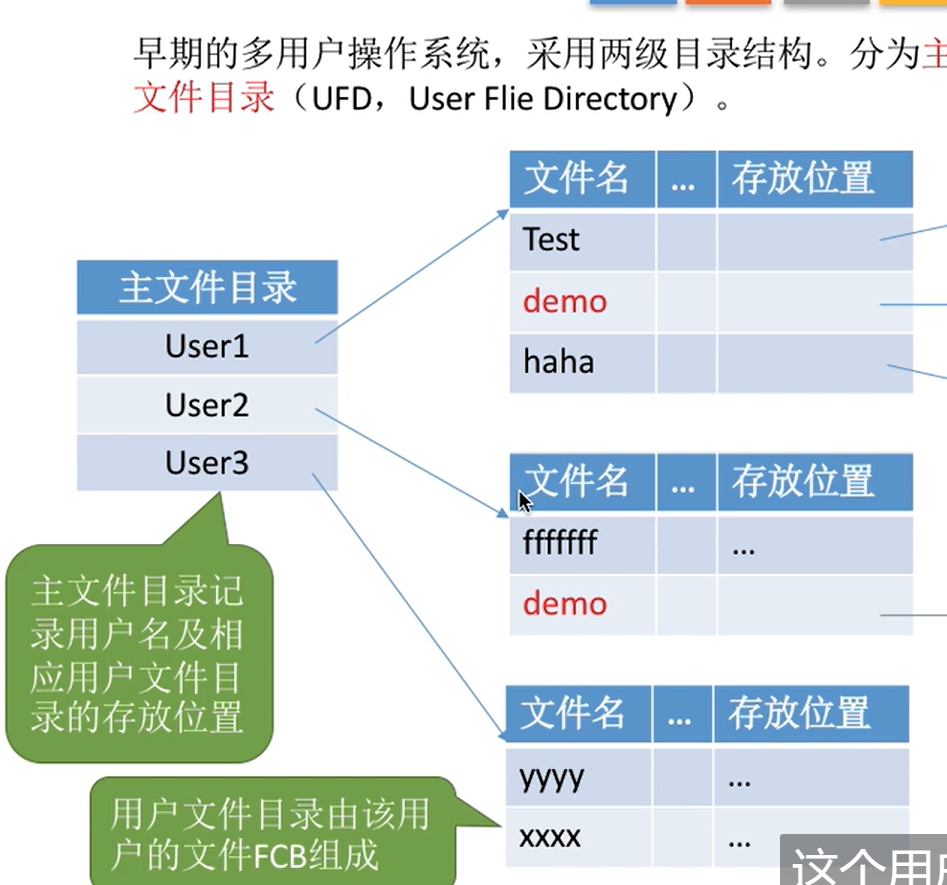 早期的多用户操作系统，采用两级目录结构。分为主
文件目录（UFD，User Flie Directory）。
文件名 ... 存放位置
Test
demo
haha
主文件目录
User1
User2
User3
文件名 ... 存放位置
fffffff ...
demo
主文件目录记
录用户名及相
应用户文件目
录的存放位置
文件名 ... 存放位置
yyyy ...
xxxx ...
用户文件目录由该用
户的文件FCB组成
这个用